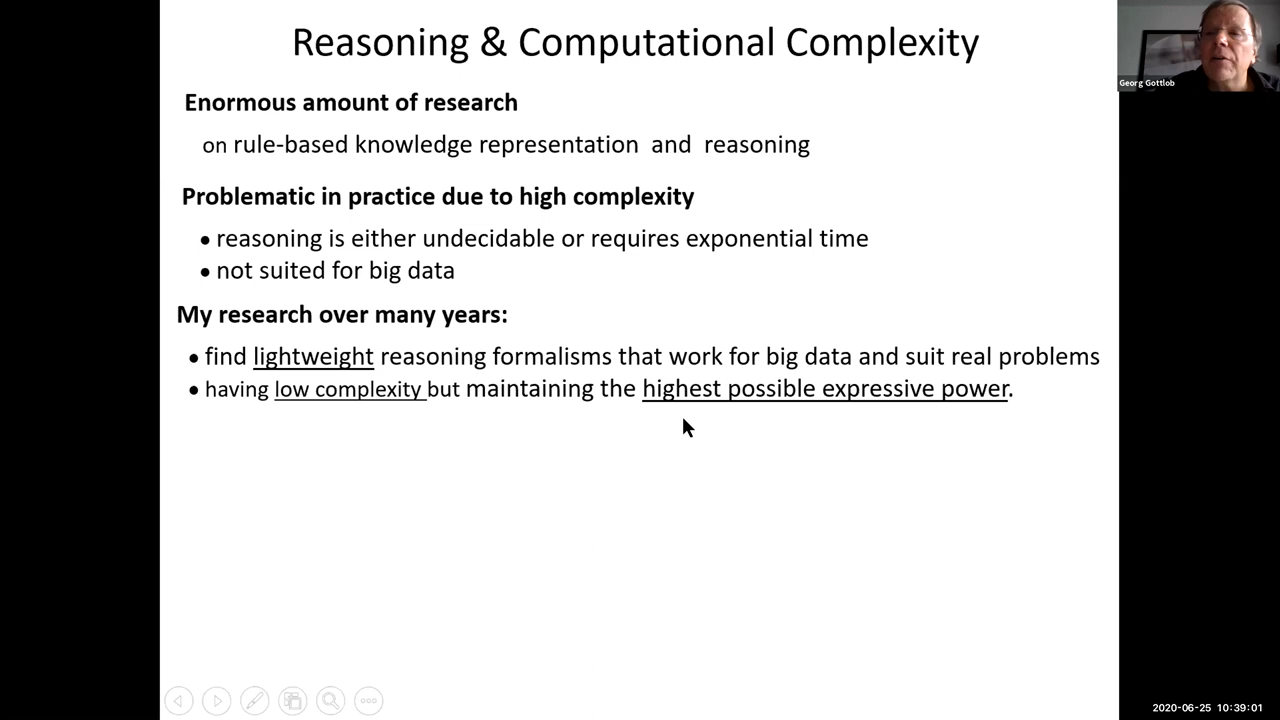 Reasoning & Computational Complexity
Georg Gottlob
Enormous amount of research
on rule-based knowledge representation and reasoning
Problematic in practice due to high complexity
• reasoning is either undecidable or requires exponential time
• not suited for big data
My research over many years:
• find lightweight reasoning formalisms that work for big data and suit real problems
• having low complexity but maintaining the highest possible expressive power.
2020-06-25 10:39:01